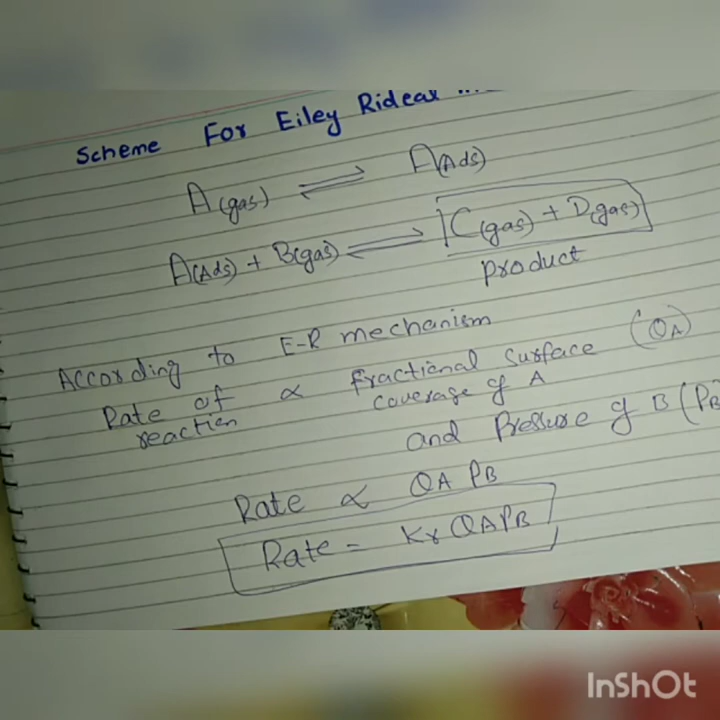 Scheme For Eiley Rideal
A(gas) ⇌ A(Ads)
A(Ads) + B(gas) ⇌ C(gas) + D(gas)
product
According to E-R mechanism
Rate of reaction ∝ fractional surface coverage of A (θA)
and Pressure of B (PB
Rate ∝ θA PB
Rate = Kr θA PB
InShOt